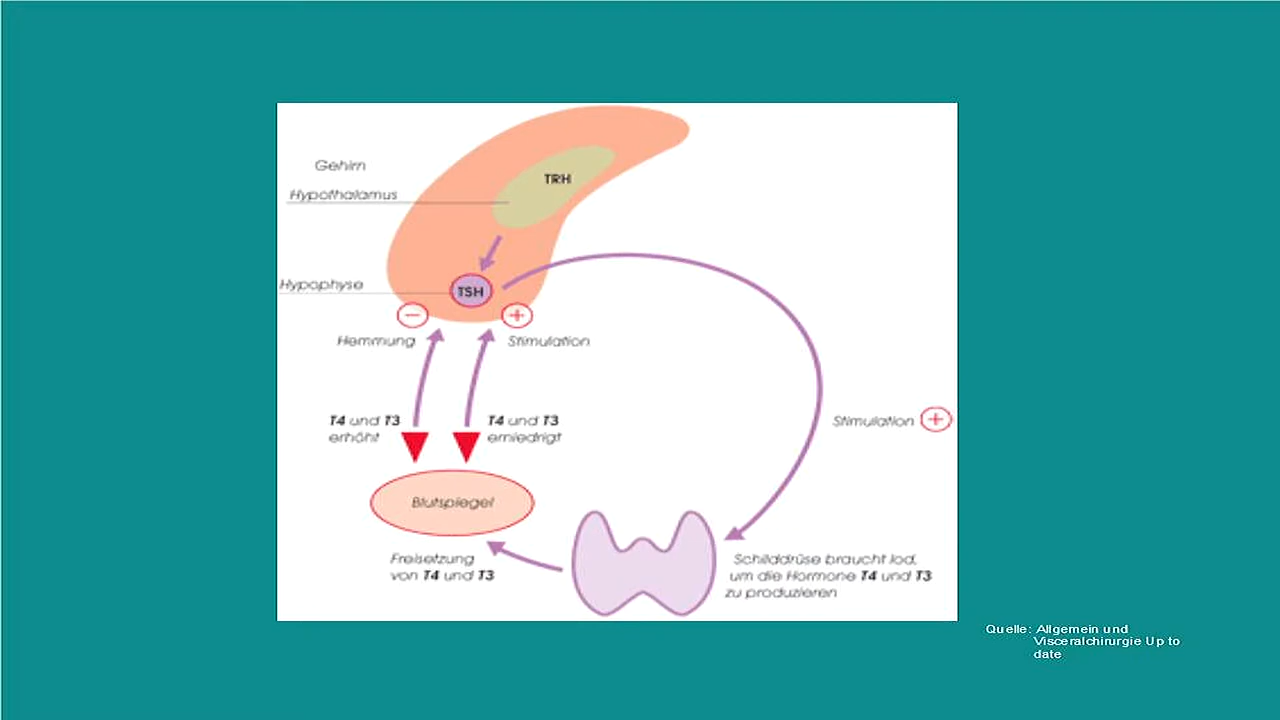 Gehirn
TRH
Hypothalamus
Hypophyse
TSH
−
+
Hemmung
Stimulation
T4 und T3
erhöht
T4 und T3
erniedrigt
Stimulation +
Blutspiegel
Freisetzung
von T4 und T3
Schilddrüse braucht Iod,
um die Hormone T4 und T3
zu produzieren
Quelle: Allgemein und
Visceralchirurgie Up to
date